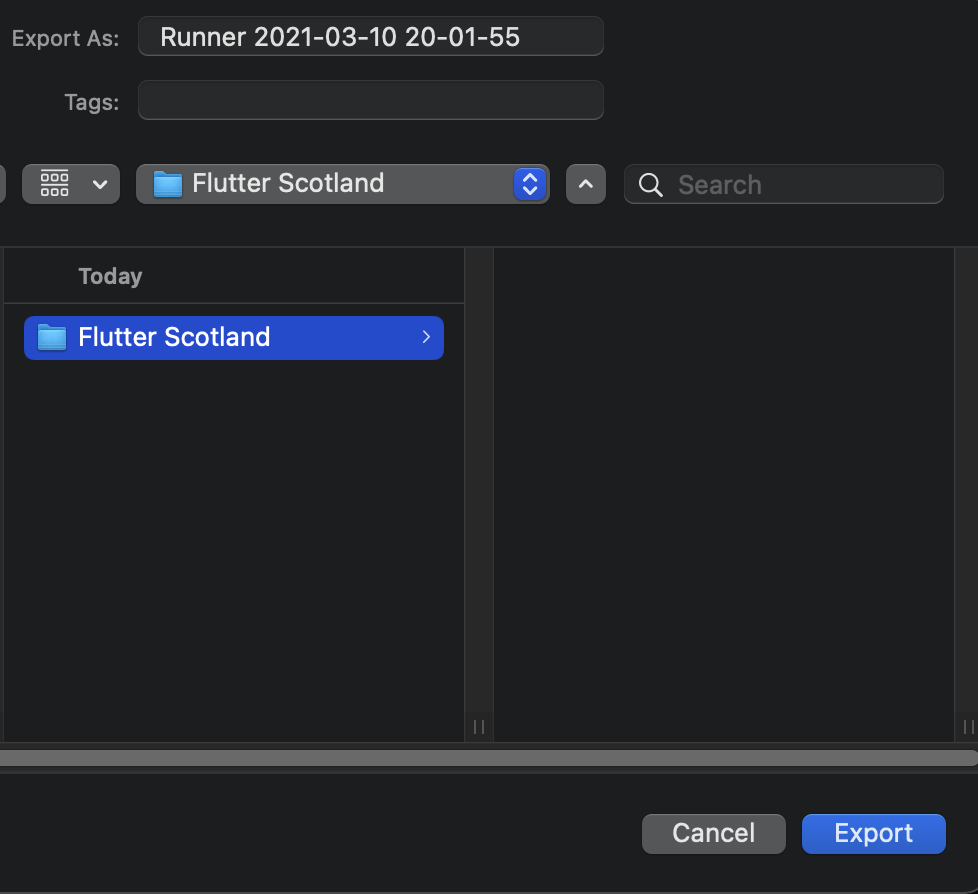 Export As: Runner 2021-03-10 20-01-55
Tags:
Flutter Scotland Search
Today
Flutter Scotland
Cancel Export